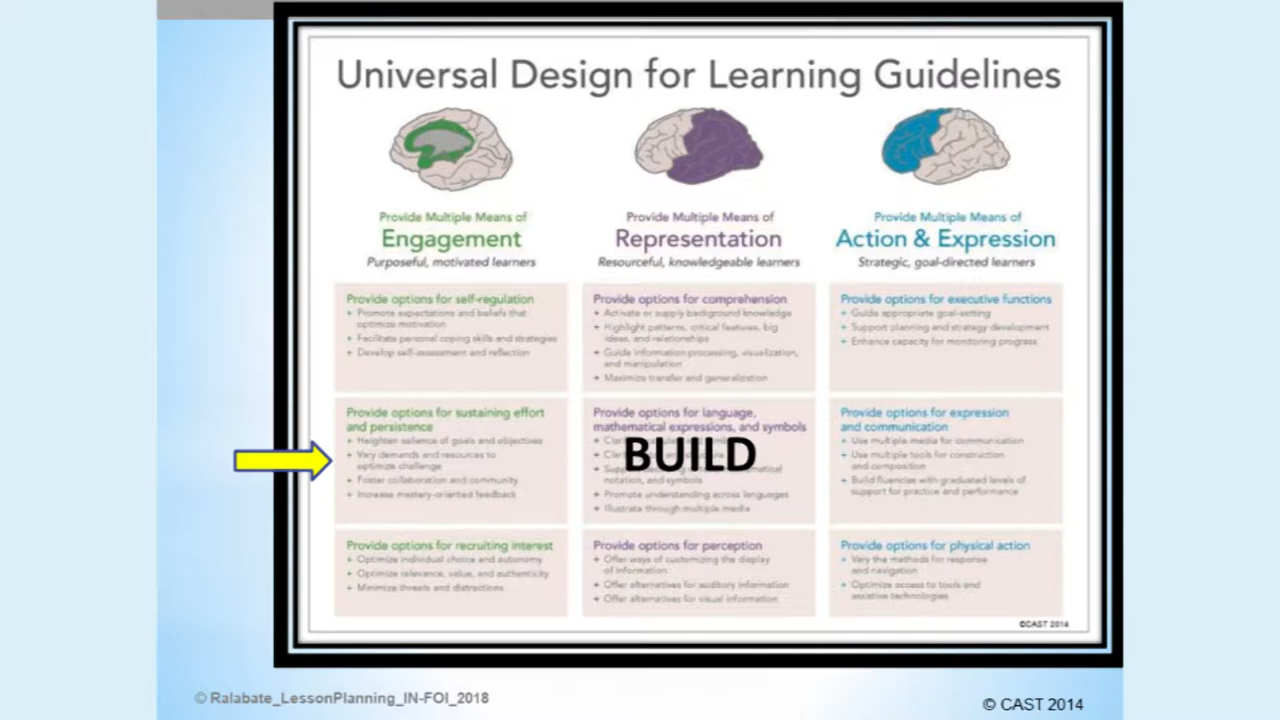 Universal Design for Learning Guidelines
Provide Multiple Means of
Engagement
Purposeful, motivated learners
Provide options for self-regulation
+ Promote expectations and beliefs that
optimize motivation
+ Facilitate personal coping skills and strategies
+ Develop self-assessment and reflection
Provide options for sustaining effort
and persistence
+ Heighten salience of goals and objectives
+ Vary demands and resources to
optimize challenge
+ Foster collaboration and community
+ Increase mastery-oriented feedback
Provide options for recruiting interest
+ Optimize individual choice and autonomy
+ Optimize relevance, value, and authenticity
+ Minimize threats and distractions
Provide Multiple Means of
Representation
Resourceful, knowledgeable learners
Provide options for comprehension
+ Activate or supply background knowledge
+ Highlight patterns, critical features, big
ideas, and relationships
+ Guide information processing, visualization,
and manipulation
+ Maximize transfer and generalization
Provide options for language,
mathematical expressions, and symbols
BUILD
notation, and symbols
+ Promote understanding across languages
+ Illustrate through multiple media
Provide options for perception
+ Offer ways of customizing the display
of information
+ Offer alternatives for auditory information
+ Offer alternatives for visual information
Provide Multiple Means of
Action & Expression
Strategic, goal-directed learners
Provide options for executive functions
+ Guide appropriate goal-setting
+ Support planning and strategy development
+ Enhance capacity for monitoring progress
Provide options for expression
and communication
+ Use multiple media for communication
+ Use multiple tools for construction
and composition
+ Build fluencies with graduated levels of
support for practice and performance
Provide options for physical action
+ Vary the methods for response
and navigation
+ Optimize access to tools and
assistive technologies
©CAST 2014
© Ralabate_LessonPlanning_IN-FOI_2018
© CAST 2014